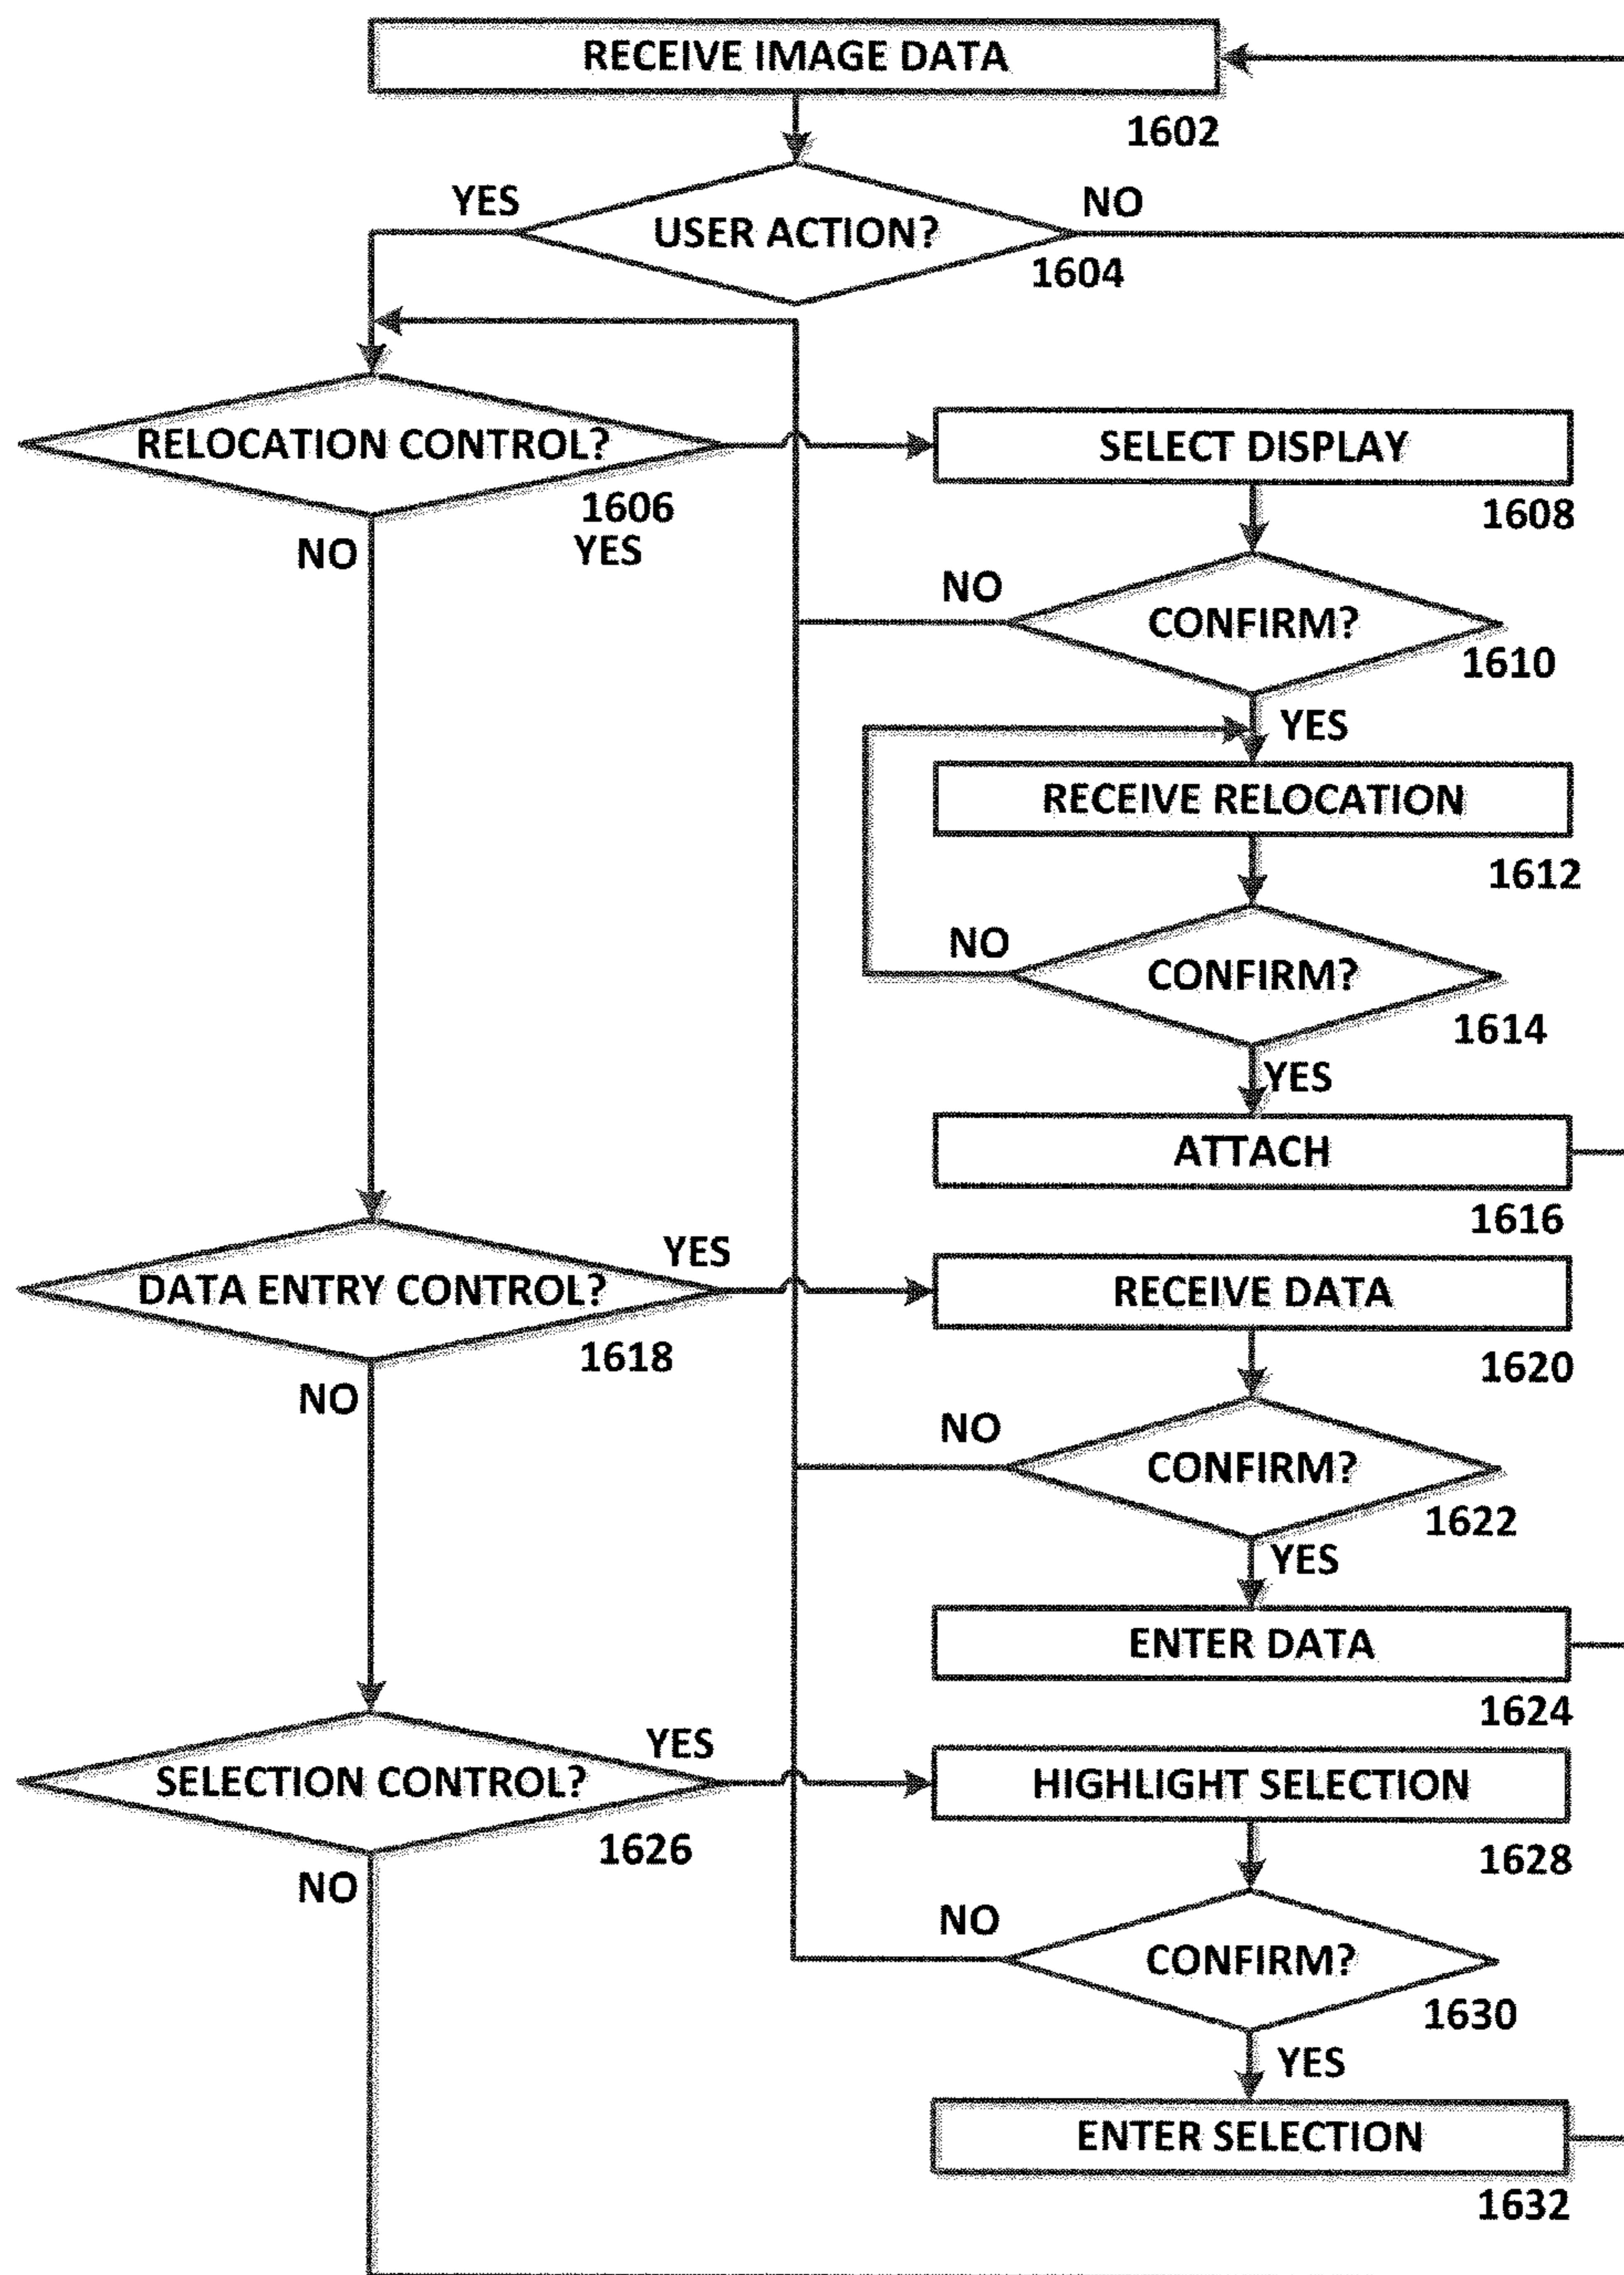 RECEIVE IMAGE DATA
1602
YES
NO
USER ACTION?
1604
RELOCATION CONTROL?
1606
YES
NO
SELECT DISPLAY
1608
NO
CONFIRM?
1610
YES
RECEIVE RELOCATION
1612
NO
CONFIRM?
1614
YES
ATTACH
1616
YES
DATA ENTRY CONTROL?
1618
NO
RECEIVE DATA
1620
NO
CONFIRM?
1622
YES
ENTER DATA
1624
YES
SELECTION CONTROL?
1626
NO
HIGHLIGHT SELECTION
1628
NO
CONFIRM?
1630
YES
ENTER SELECTION
1632